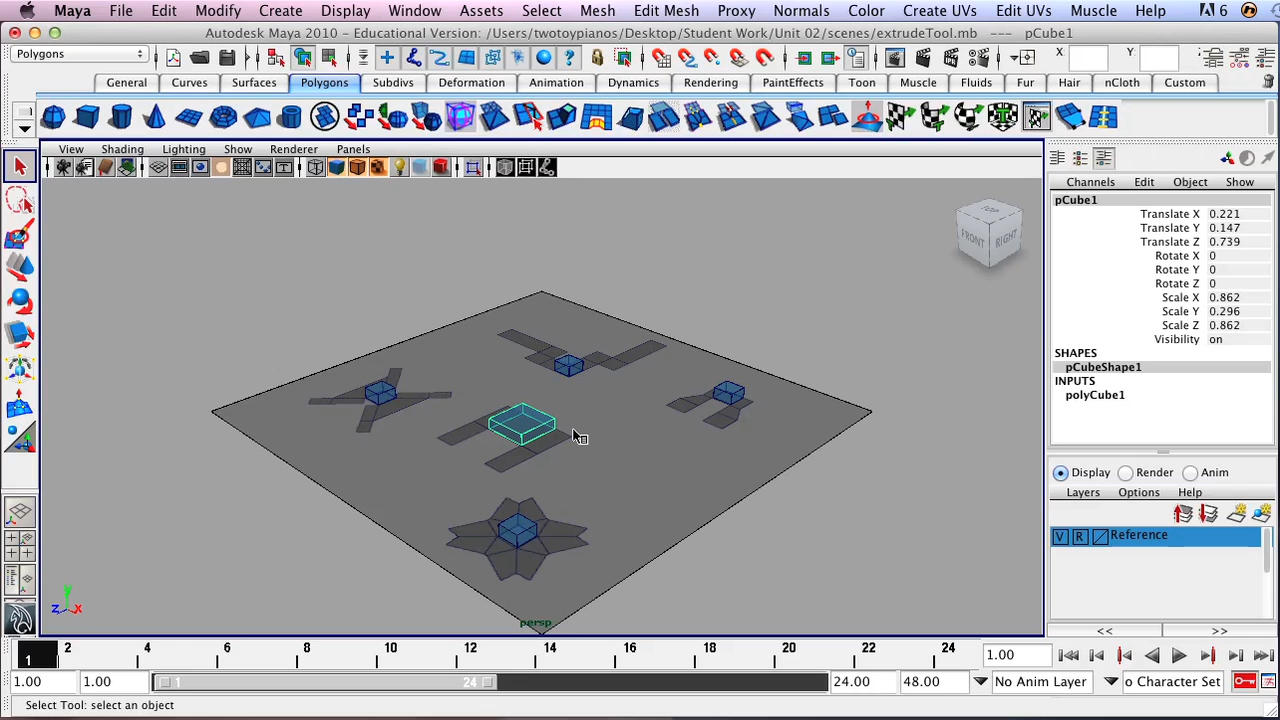 Maya File Edit Modify Create Display Window Assets Select Mesh Edit Mesh Proxy Normals Color Create UVs Edit UVs Muscle Help 6
Autodesk Maya 2010 - Educational Version: /Users/twotoypianos/Desktop/Student Work/Unit 02/scenes/extrudeTool.mb --- pCube1
Polygons X Y
General Curves Surfaces Polygons Subdivs Deformation Animation Dynamics Rendering PaintEffects Toon Muscle Fluids Fur Hair nCloth Custom
View Shading Lighting Show Renderer Panels
Channels Edit Object Show
pCube1
Translate X 0.221
Translate Y 0.147
Translate Z 0.739
Rotate X 0
Rotate Y 0
Rotate Z 0
Scale X 0.862
Scale Y 0.296
Scale Z 0.862
Visibility on
SHAPES
pCubeShape1
INPUTS
polyCube1
TOP
FRONT RIGHT
Display Render Anim
Layers Options Help
V R Reference
y
z x
persp
<< >>
1 2 4 6 8 10 12 14 16 18 20 22 24 1.00
1.00 1.00 1 24 24.00 48.00 No Anim Layer o Character Set
Select Tool: select an object